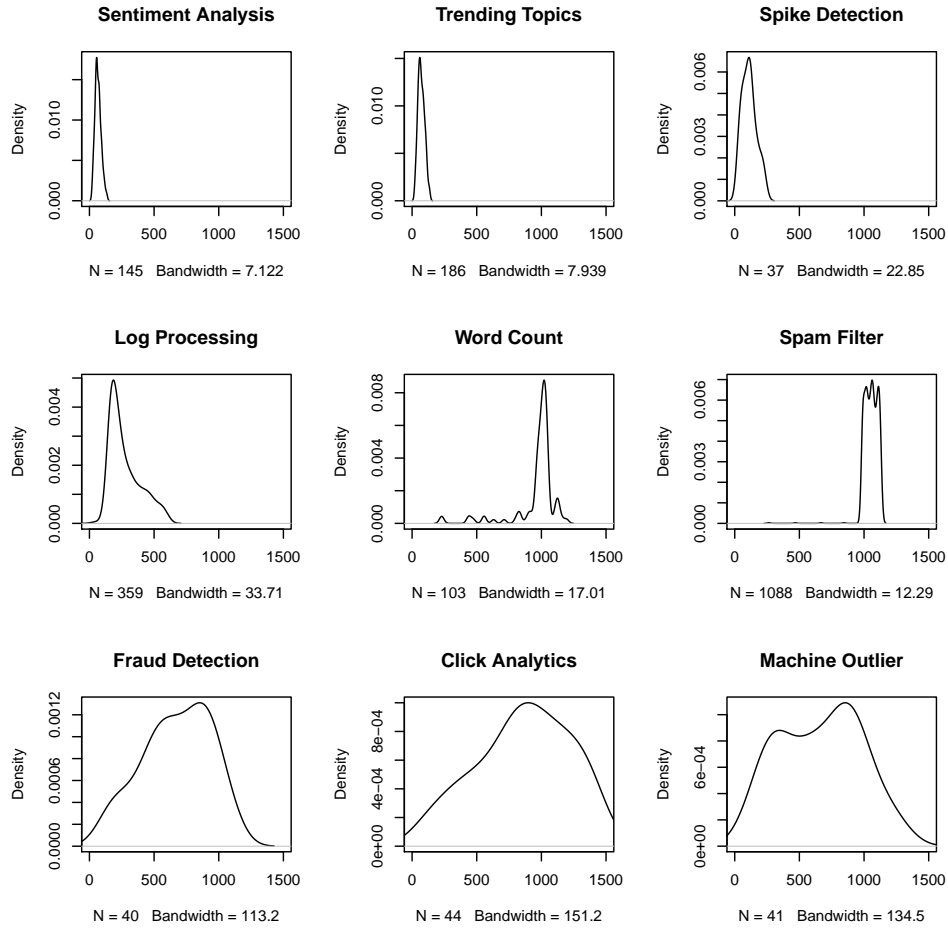 Sentiment Analysis
Density
0.000 0.010
0 500 1000 1500
N = 145 Bandwidth = 7.122
Trending Topics
Density
0.000 0.010
0 500 1000 1500
N = 186 Bandwidth = 7.939
Spike Detection
Density
0.000 0.003 0.006
0 500 1000 1500
N = 37 Bandwidth = 22.85
Log Processing
Density
0.000 0.002 0.004
0 500 1000 1500
N = 359 Bandwidth = 33.71
Word Count
Density
0.000 0.004 0.008
0 500 1000 1500
N = 103 Bandwidth = 17.01
Spam Filter
Density
0.000 0.003 0.006
0 500 1000 1500
N = 1088 Bandwidth = 12.29
Fraud Detection
Density
0.0000 0.0006 0.0012
0 500 1000 1500
N = 40 Bandwidth = 113.2
Click Analytics
Density
0e+00 4e−04 8e−04
0 500 1000 1500
N = 44 Bandwidth = 151.2
Machine Outlier
Density
0e+00 6e−04
0 500 1000 1500
N = 41 Bandwidth = 134.5